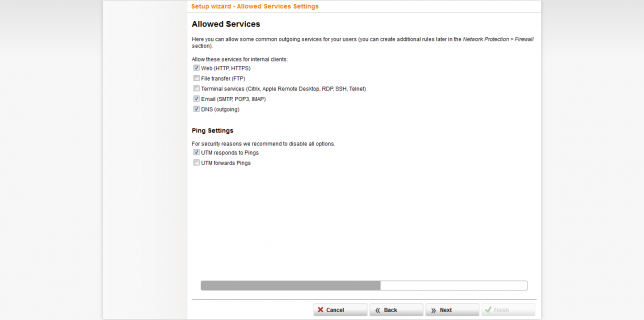 Setup wizard - Allowed Services Settings
Allowed Services
Here you can allow some common outgoing services for your users (you can create additional rules later in the Network Protection > Firewall
section).
Allow these services for internal clients:
Web (HTTP, HTTPS)
File transfer (FTP)
Terminal services (Citrix, Apple Remote Desktop, RDP, SSH, Telnet)
Email (SMTP, POP3, IMAP)
DNS (outgoing)
Ping Settings
For security reasons we recommend to disable all options.
UTM responds to Pings
UTM forwards Pings
Cancel
Back
Next
Finish